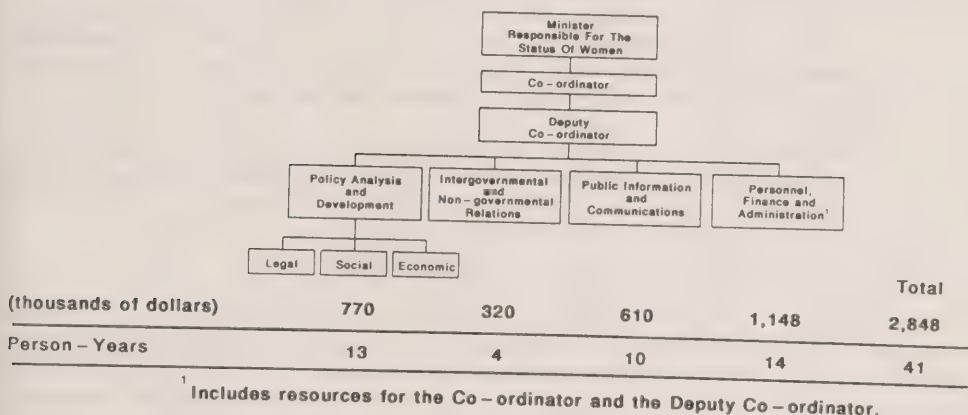 Minister
Responsible For The
Status Of Women
Co-ordinator
Deputy
Co-ordinator
Policy Analysis
and
Development
Intergovernmental
and
Non-governmental
Relations
Public Information
and
Communications
Personnel,
Finance and
Administration¹
Legal
Social
Economic
Total
(thousands of dollars) 770 320 610 1,148 2,848
Person-Years 13 4 10 14 41
¹ Includes resources for the Co-ordinator and the Deputy Co-ordinator.